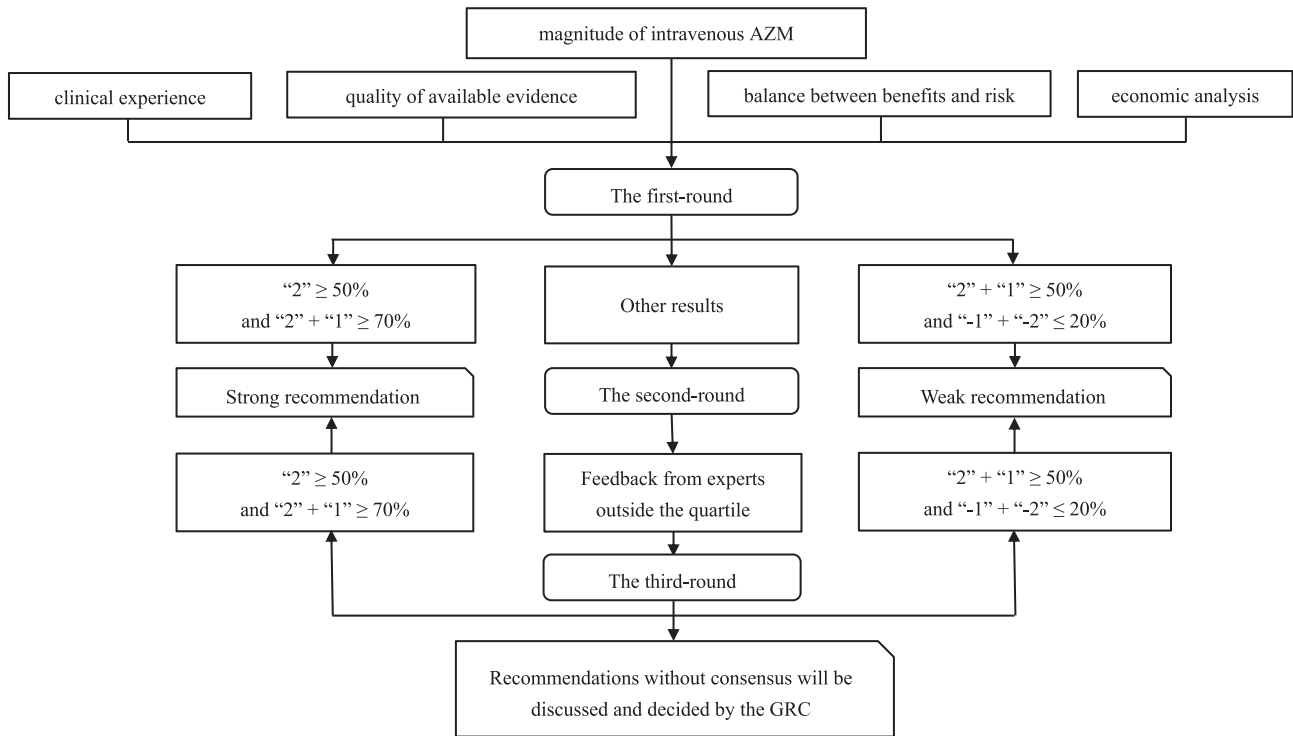 magnitude of intravenous AZM
clinical experience
quality of available evidence
balance between benefits and risk
economic analysis
The first-round
“2” ≥ 50%
and “2” + “1” ≥ 70%
Other results
“2” + “1” ≥ 50%
and “-1” + “-2” ≤ 20%
Strong recommendation
The second-round
Weak recommendation
“2” ≥ 50%
and “2” + “1” ≥ 70%
Feedback from experts
outside the quartile
“2” + “1” ≥ 50%
and “-1” + “-2” ≤ 20%
The third-round
Recommendations without consensus will be
discussed and decided by the GRC